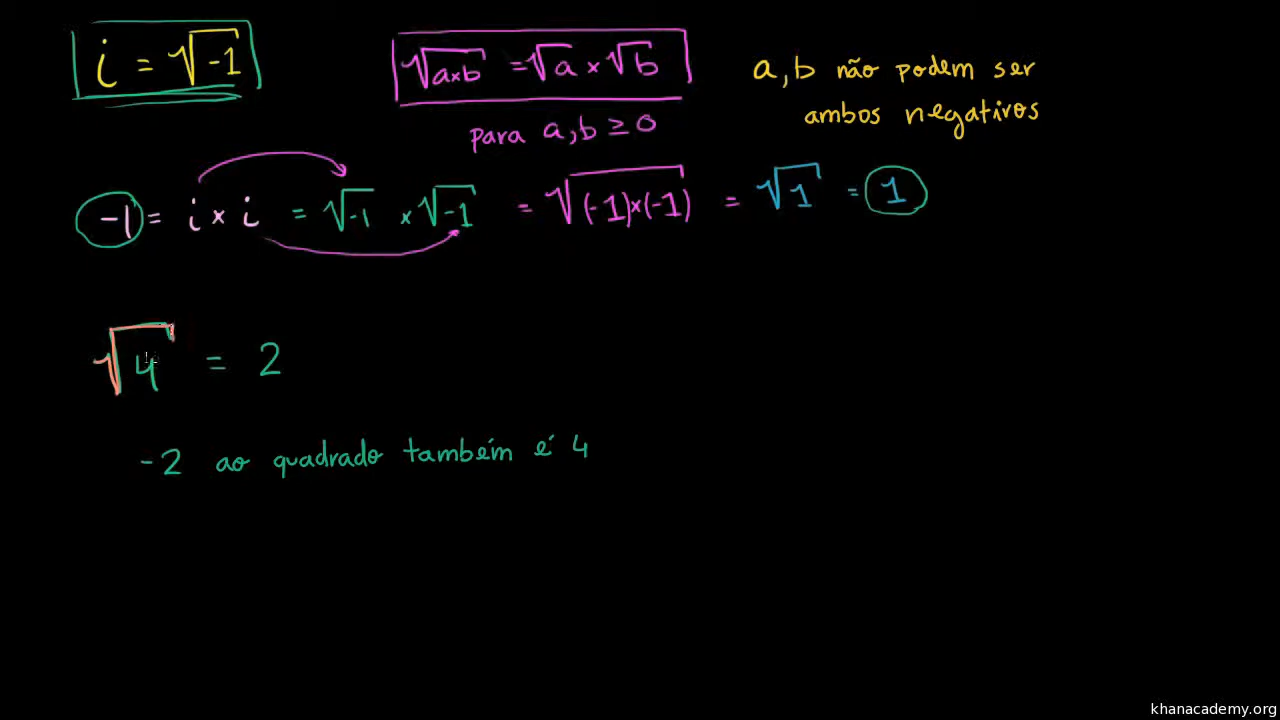 i = √-1
√a×b = √a × √b
a, b não podem ser
ambos negativos
para a, b ≥ 0
-1 = i × i = √-1 × √-1 = √(-1)×(-1) = √1 = 1
√4 = 2
-2 ao quadrado também é 4
khanacademy.org